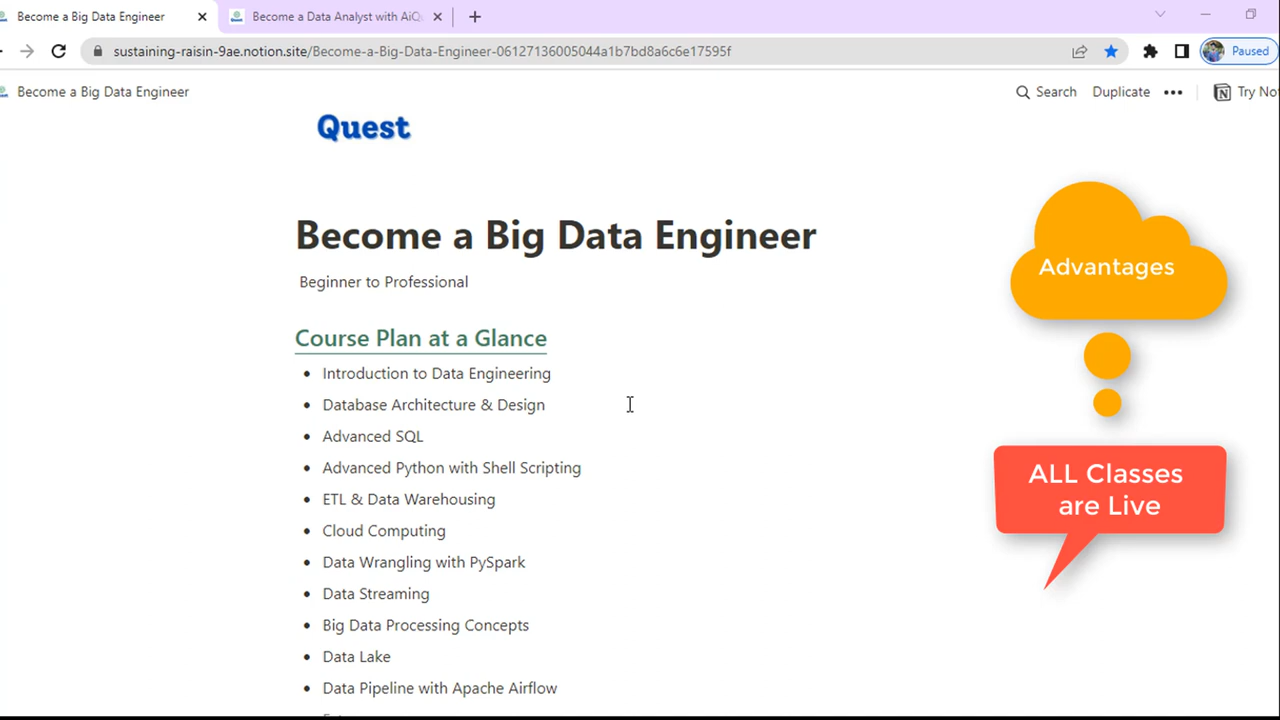 Become a Big Data Engineer
Become a Data Analyst with AiQu
sustaining-raisin-9ae.notion.site/Become-a-Big-Data-Engineer-06127136005044a1b7bd8a6c6e17595f
Paused
Become a Big Data Engineer
Search
Duplicate
Try No
Quest
Become a Big Data Engineer
Beginner to Professional
Advantages
Course Plan at a Glance
• Introduction to Data Engineering
• Database Architecture & Design
• Advanced SQL
• Advanced Python with Shell Scripting
• ETL & Data Warehousing
• Cloud Computing
• Data Wrangling with PySpark
• Data Streaming
• Big Data Processing Concepts
• Data Lake
• Data Pipeline with Apache Airflow
ALL Classes
are Live